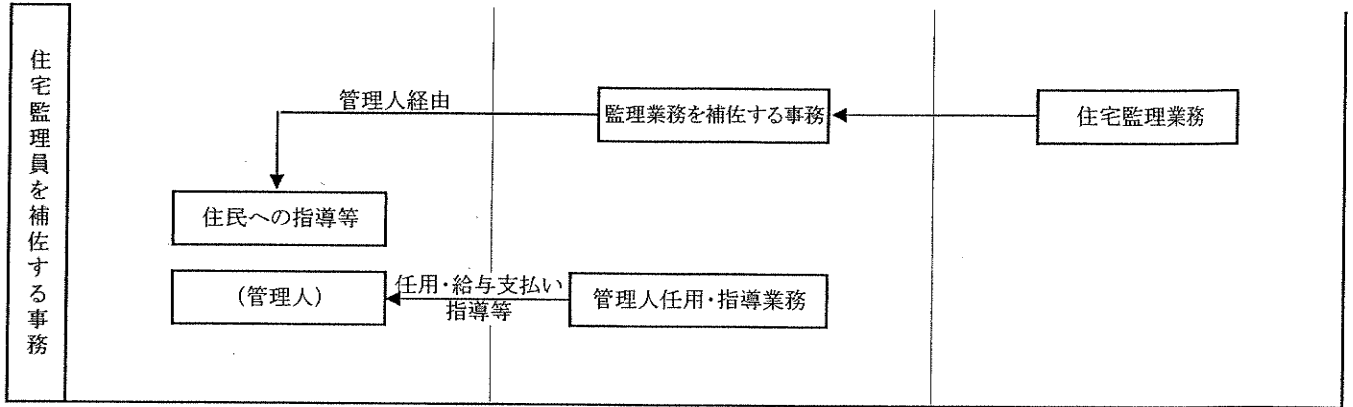 住宅監理員を補佐する事務
管理人経由
監理業務を補佐する事務
住宅監理業務
住民への指導等
(管理人)
任用・給与支払い
指導等
管理人任用・指導業務